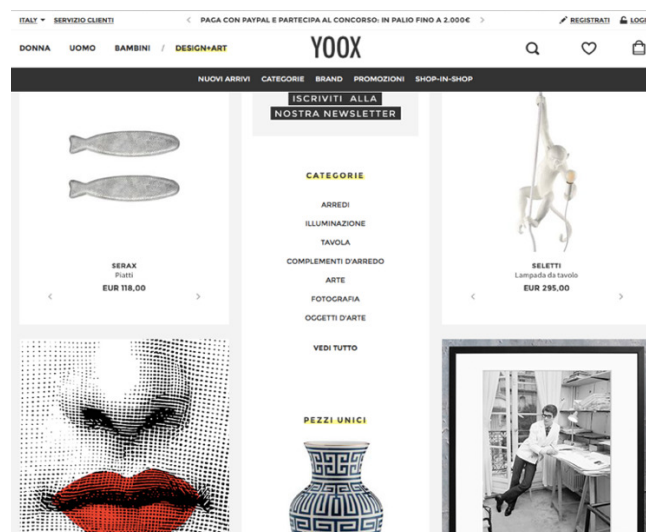 ITALY SERVIZIO CLIENTI < PAGA CON PAYPAL E PARTECIPA AL CONCORSO: IN PALIO FINO A 2.000€ > REGISTRATI LOGI
DONNA UOMO BAMBINI / DESIGN+ART YOOX
NUOVI ARRIVI CATEGORIE BRAND PROMOZIONI SHOP-IN-SHOP
ISCRIVITI ALLA
NOSTRA NEWSLETTER
CATEGORIE
ARREDI
ILLUMINAZIONE
TAVOLA
COMPLEMENTI D'ARREDO
ARTE
FOTOGRAFIA
OGGETTI D'ARTE
VEDI TUTTO
SERAX
Piatti
EUR 118,00
SELETTI
Lampada da tavolo
EUR 295,00
PEZZI UNICI